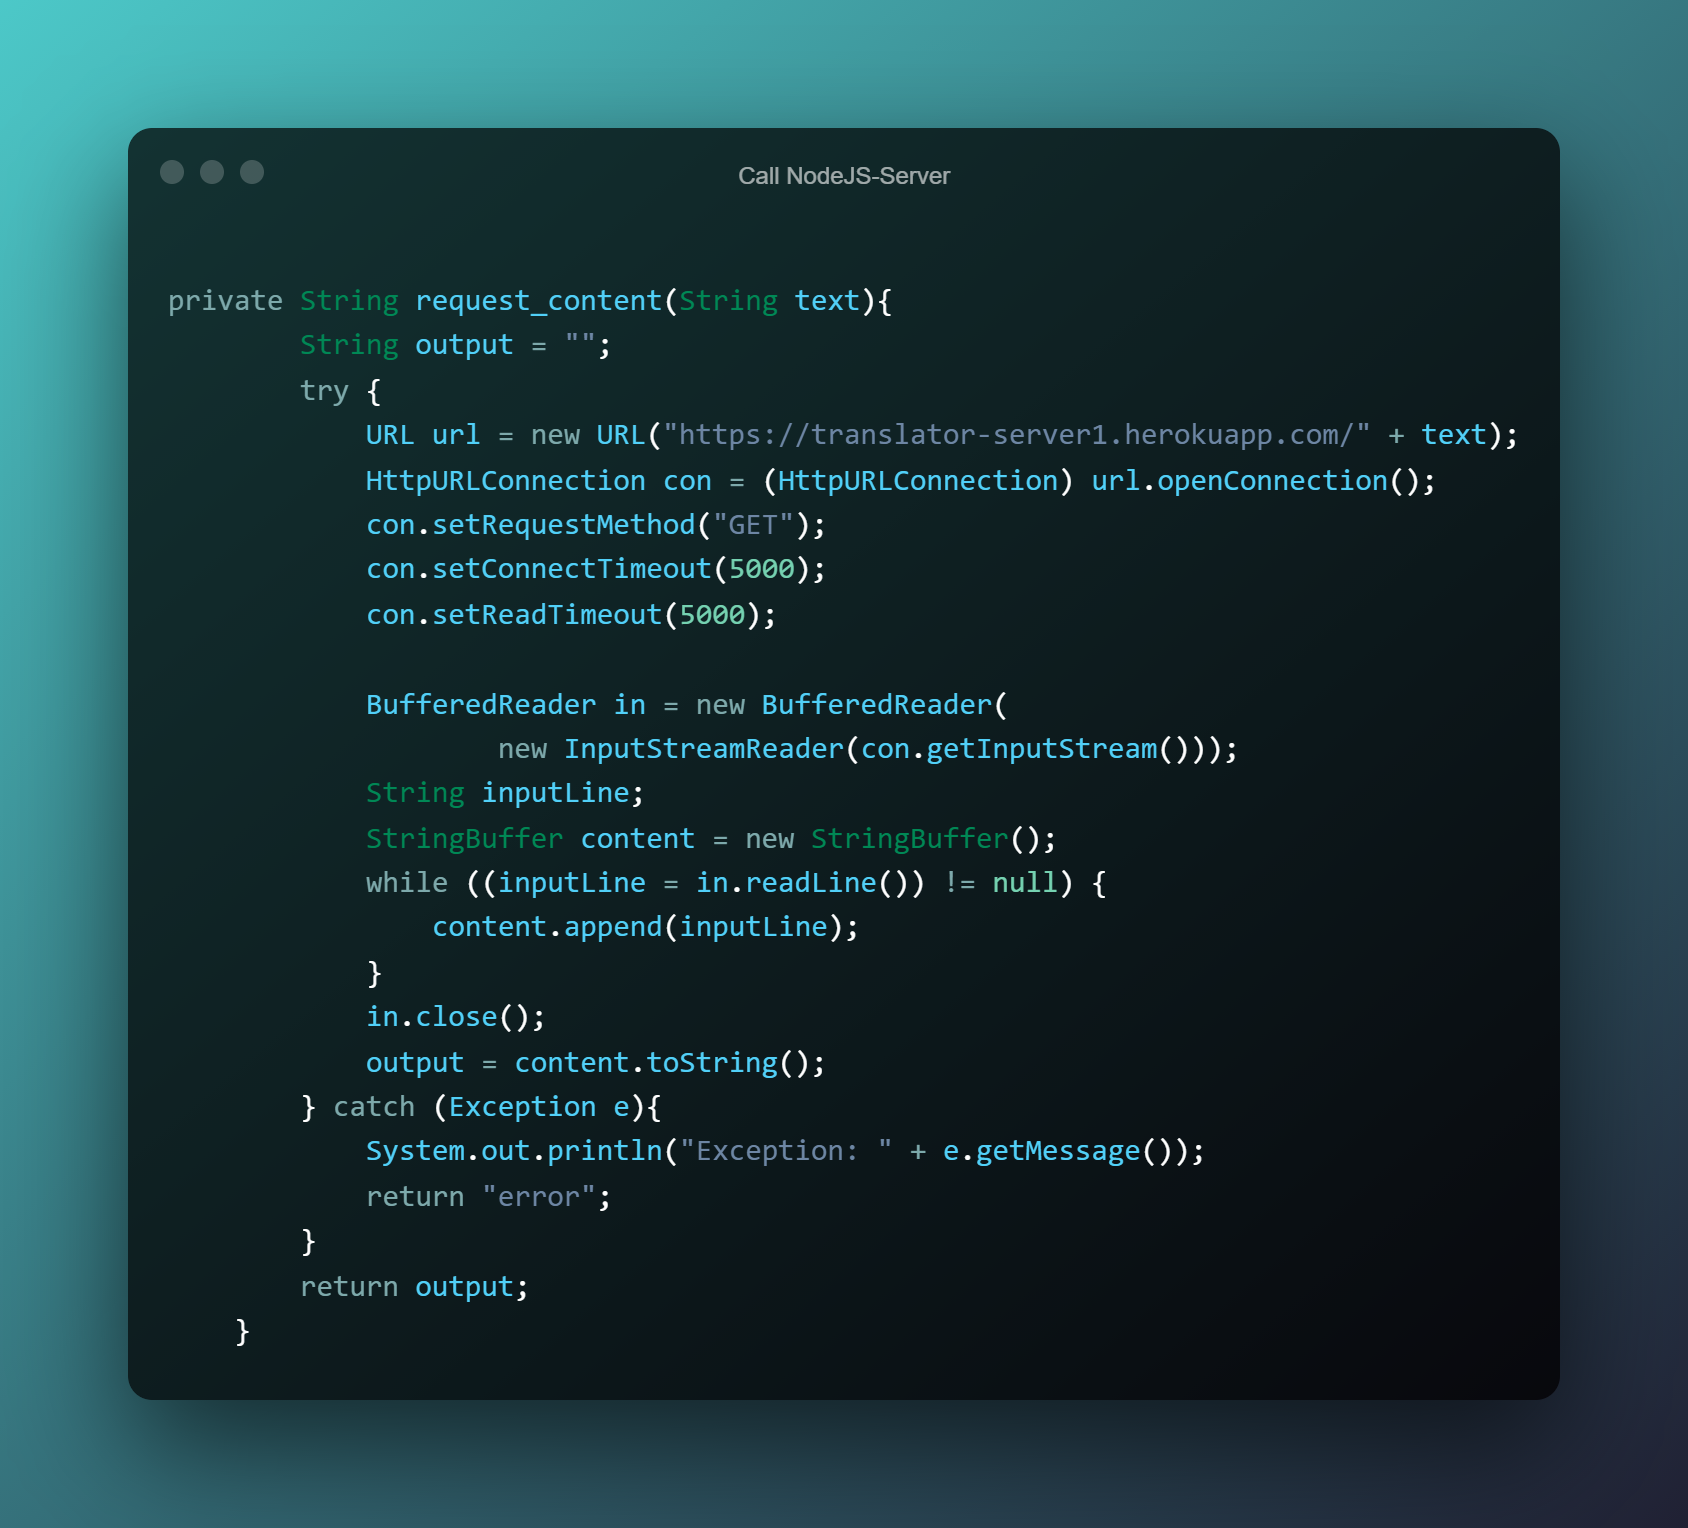 Call NodeJS-Server
private String request_content(String text){
        String output = "";
        try {
            URL url = new URL("https://translator-server1.herokuapp.com/" + text);
            HttpURLConnection con = (HttpURLConnection) url.openConnection();
            con.setRequestMethod("GET");
            con.setConnectTimeout(5000);
            con.setReadTimeout(5000);

            BufferedReader in = new BufferedReader(
                    new InputStreamReader(con.getInputStream()));
            String inputLine;
            StringBuffer content = new StringBuffer();
            while ((inputLine = in.readLine()) != null) {
                content.append(inputLine);
            }
            in.close();
            output = content.toString();
        } catch (Exception e){
            System.out.println("Exception: " + e.getMessage());
            return "error";
        }
        return output;
    }